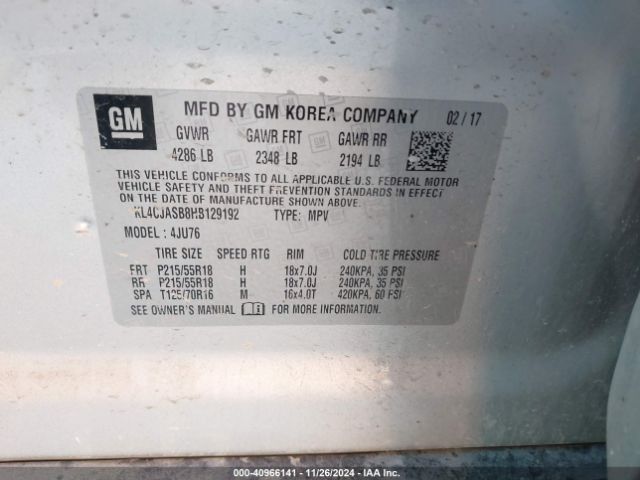 GM MFD BY GM KOREA COMPANY 02 / 17
GVWR GAWR FRT GAWR RR
4286 LB 2348 LB 2194 LB
THIS VEHICLE CONFORMS TO ALL APPLICABLE U.S. FEDERAL MOTOR
VEHICLE SAFETY AND THEFT PREVENTION STANDARDS IN EFFECT
ON THE DATE OF MANUFACTURE SHOWN ABOVE.
KL4CJASB8HB129192 TYPE: MPV
MODEL : 4JU76
TIRE SIZE SPEED RTG RIM COLD TIRE PRESSURE
FRT P215/55R18 H 18x7.0J 240KPA, 35 PSI
RR P215/55R18 H 18x7.0J 240KPA, 35 PSI
SPA T125/70R16 M 16x4.0T 420KPA, 60 PSI
SEE OWNER'S MANUAL FOR MORE INFORMATION.
00-40966141 - 11/26/2024 - IAA Inc.